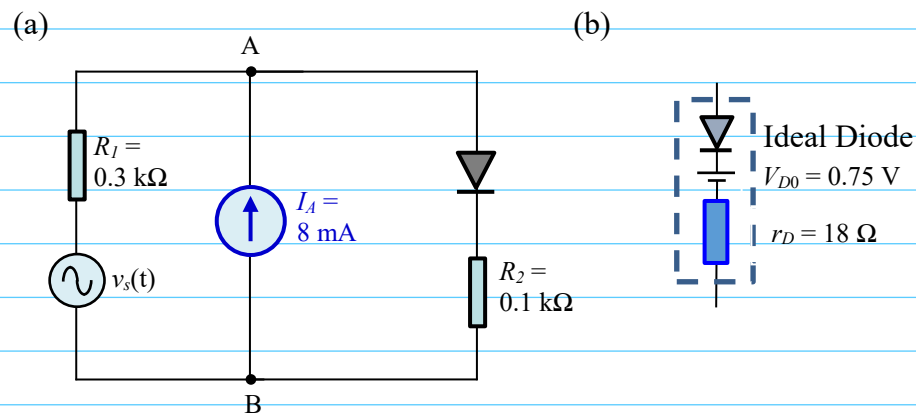 (a)
A
R1 =
0.3 kΩ
vs(t)
IA =
8 mA
R2 =
0.1 kΩ
B
(b)
Ideal Diode
VD0 = 0.75 V
rD = 18 Ω